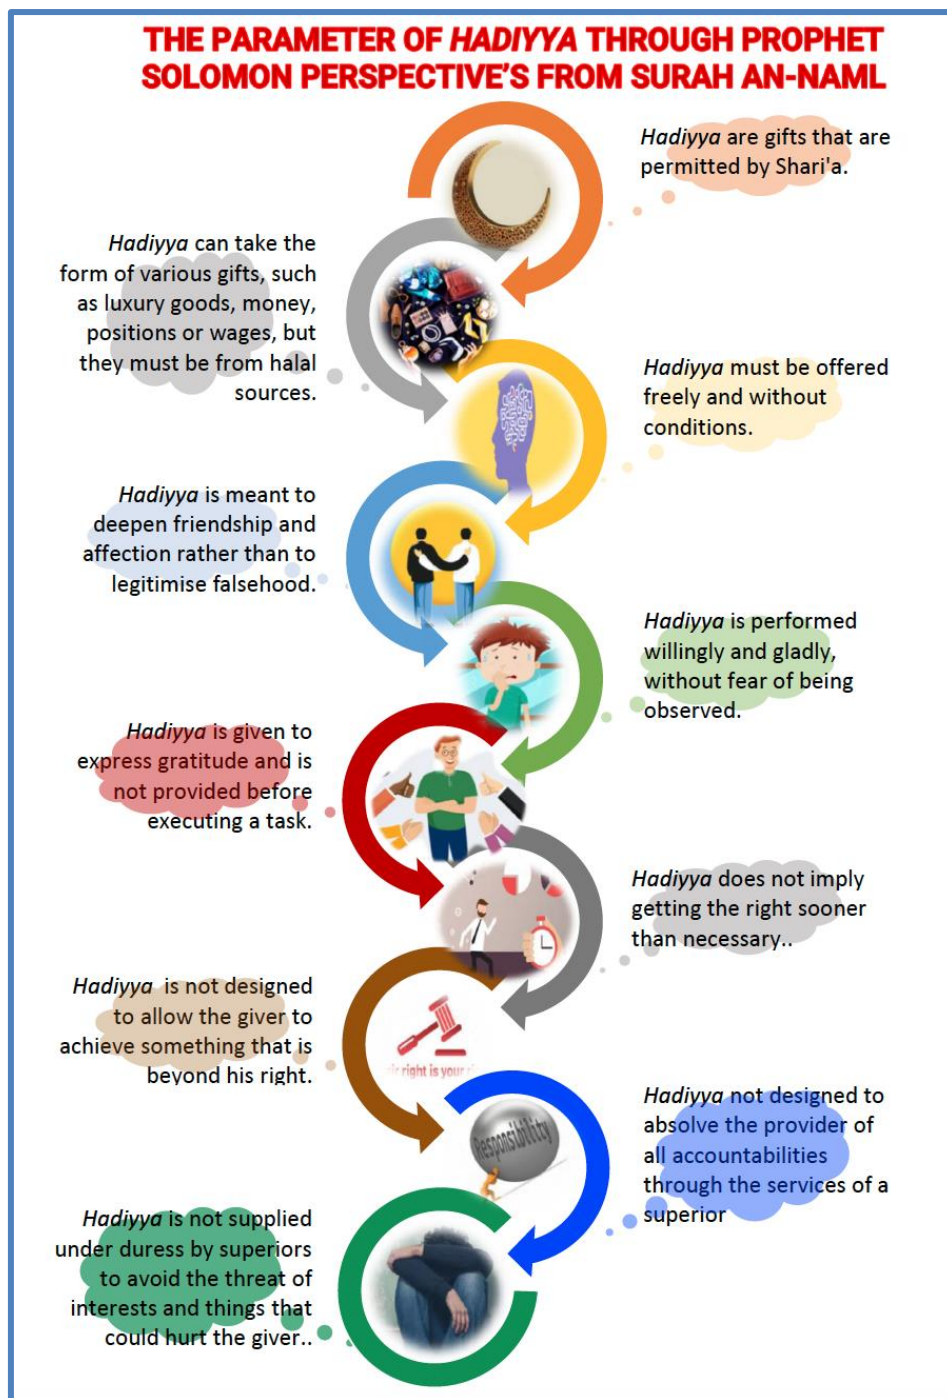 THE PARAMETER OF HADIYYA THROUGH PROPHET
SOLOMON PERSPECTIVE'S FROM SURAH AN-NAML
Hadiyya are gifts that are
permitted by Shari'a.
Hadiyya can take the
form of various gifts, such
as luxury goods, money,
positions or wages, but
they must be from halal
sources.
Hadiyya must be offered
freely and without
conditions.
Hadiyya is meant to
deepen friendship and
affection rather than to
legitimise falsehood.
Hadiyya is performed
willingly and gladly,
without fear of being
observed.
Hadiyya is given to
express gratitude and is
not provided before
executing a task.
Hadiyya does not imply
getting the right sooner
than necessary..
Hadiyya is not designed
to allow the giver to
achieve something that is
beyond his right.
right is your
Hadiyya not designed to
absolve the provider of
all accountabilities
through the services of a
superior
Responsibility
Hadiyya is not supplied
under duress by superiors
to avoid the threat of
interests and things that
could hurt the giver..